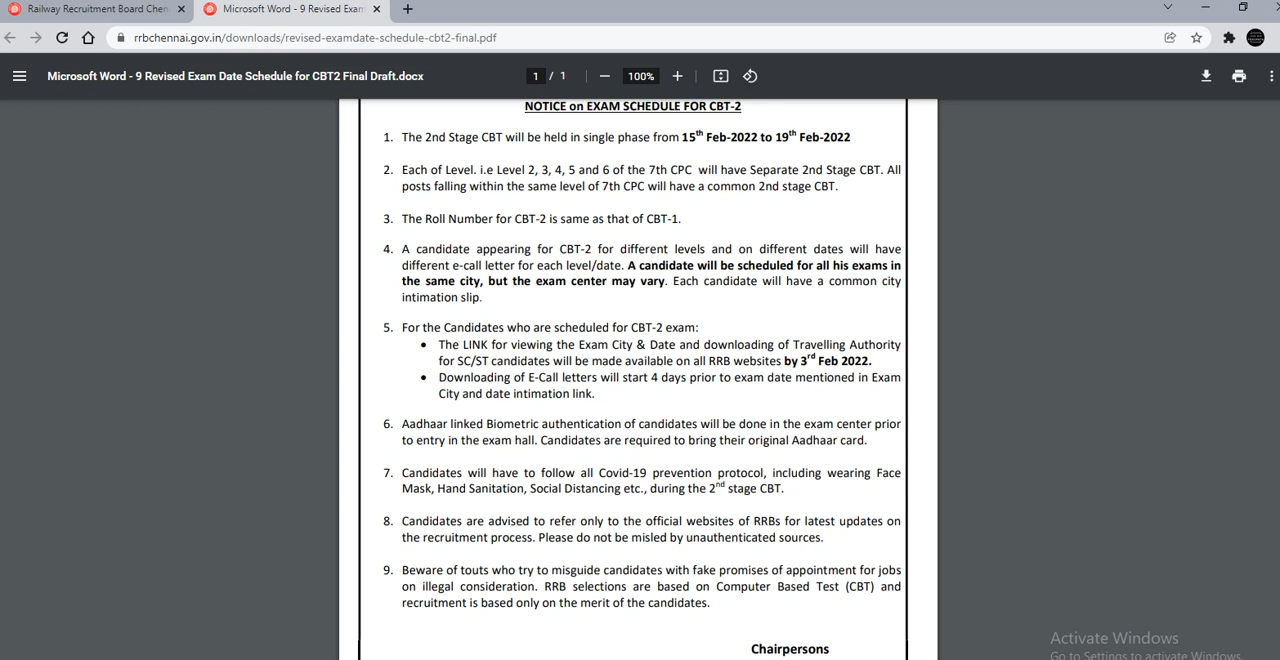 Railway Recruitment Board Chen
Microsoft Word - 9 Revised Exam
rrbchennai.gov.in/downloads/revised-examdate-schedule-cbt2-final.pdf
Microsoft Word - 9 Revised Exam Date Schedule for CBT2 Final Draft.docx
1 / 1
100%
NOTICE on EXAM SCHEDULE FOR CBT-2
1. The 2nd Stage CBT will be held in single phase from 15th Feb-2022 to 19th Feb-2022
2. Each of Level. i.e Level 2, 3, 4, 5 and 6 of the 7th CPC will have Separate 2nd Stage CBT. All
posts falling within the same level of 7th CPC will have a common 2nd stage CBT.
3. The Roll Number for CBT-2 is same as that of CBT-1.
4. A candidate appearing for CBT-2 for different levels and on different dates will have
different e-call letter for each level/date. A candidate will be scheduled for all his exams in
the same city, but the exam center may vary. Each candidate will have a common city
intimation slip.
5. For the Candidates who are scheduled for CBT-2 exam:
• The LINK for viewing the Exam City & Date and downloading of Travelling Authority
for SC/ST candidates will be made available on all RRB websites by 3rd Feb 2022.
• Downloading of E-Call letters will start 4 days prior to exam date mentioned in Exam
City and date intimation link.
6. Aadhaar linked Biometric authentication of candidates will be done in the exam center prior
to entry in the exam hall. Candidates are required to bring their original Aadhaar card.
7. Candidates will have to follow all Covid-19 prevention protocol, including wearing Face
Mask, Hand Sanitation, Social Distancing etc., during the 2nd stage CBT.
8. Candidates are advised to refer only to the official websites of RRBs for latest updates on
the recruitment process. Please do not be misled by unauthenticated sources.
9. Beware of touts who try to misguide candidates with fake promises of appointment for jobs
on illegal consideration. RRB selections are based on Computer Based Test (CBT) and
recruitment is based only on the merit of the candidates.
Chairpersons
Activate Windows
Go to Settings to activate Windows.